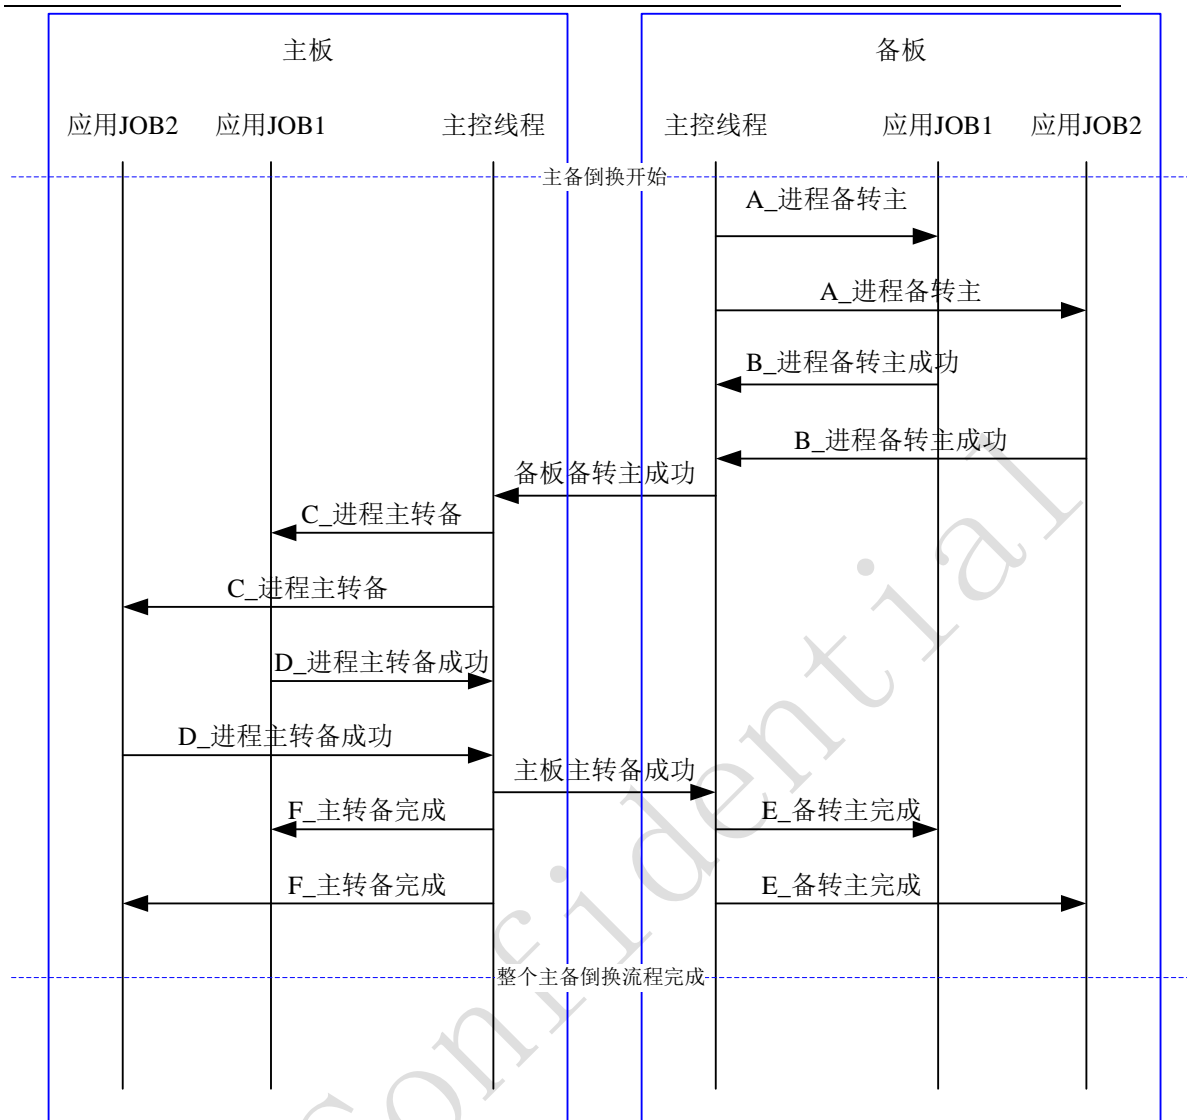 主板
备板
应用JOB2
应用JOB1
主控线程
主控线程
应用JOB1
应用JOB2
主备倒换开始
A_进程备转主
A_进程备转主
B_进程备转主成功
B_进程备转主成功
备板备转主成功
C_进程主转备
C_进程主转备
D_进程主转备成功
D_进程主转备成功
主板主转备成功
F_主转备完成
E_备转主完成
F_主转备完成
E_备转主完成
整个主备倒换流程完成
Confidential